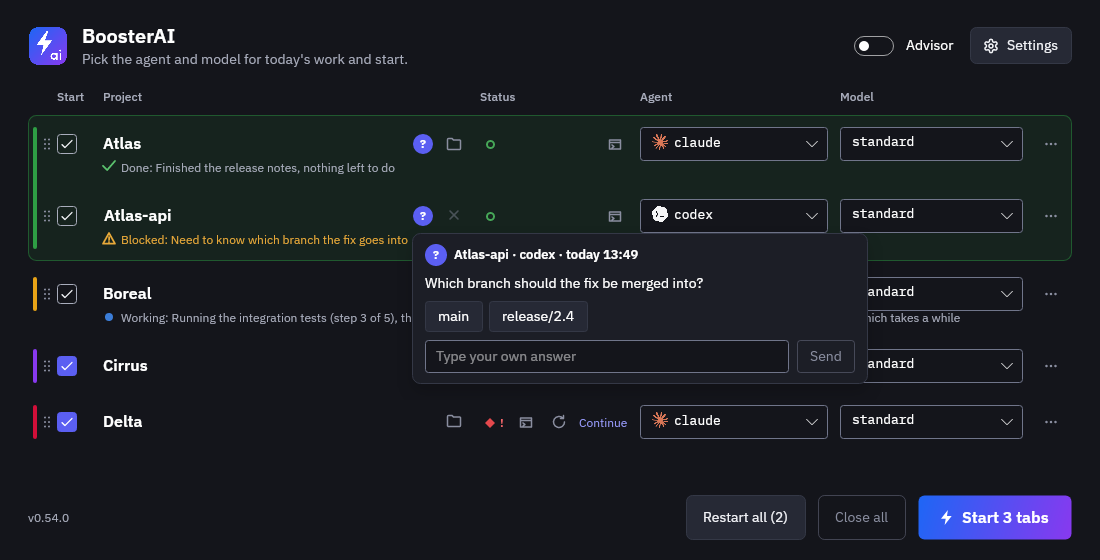 ai
BoosterAI
Pick the agent and model for today's work and start.
Advisor
Settings
Start Project Status Agent Model
Atlas ? claude standard
Done: Finished the release notes, nothing left to do
Atlas-api ? codex standard
Blocked: Need to know which branch the fix goes into
? Atlas-api · codex · today 13:49
Which branch should the fix be merged into?
main release/2.4
Type your own answer Send
Boreal andard
Working: Running the integration tests (step 3 of 5), th
takes a while
Cirrus andard
Delta ! Continue claude standard
v0.54.0
Restart all (2) Close all Start 3 tabs